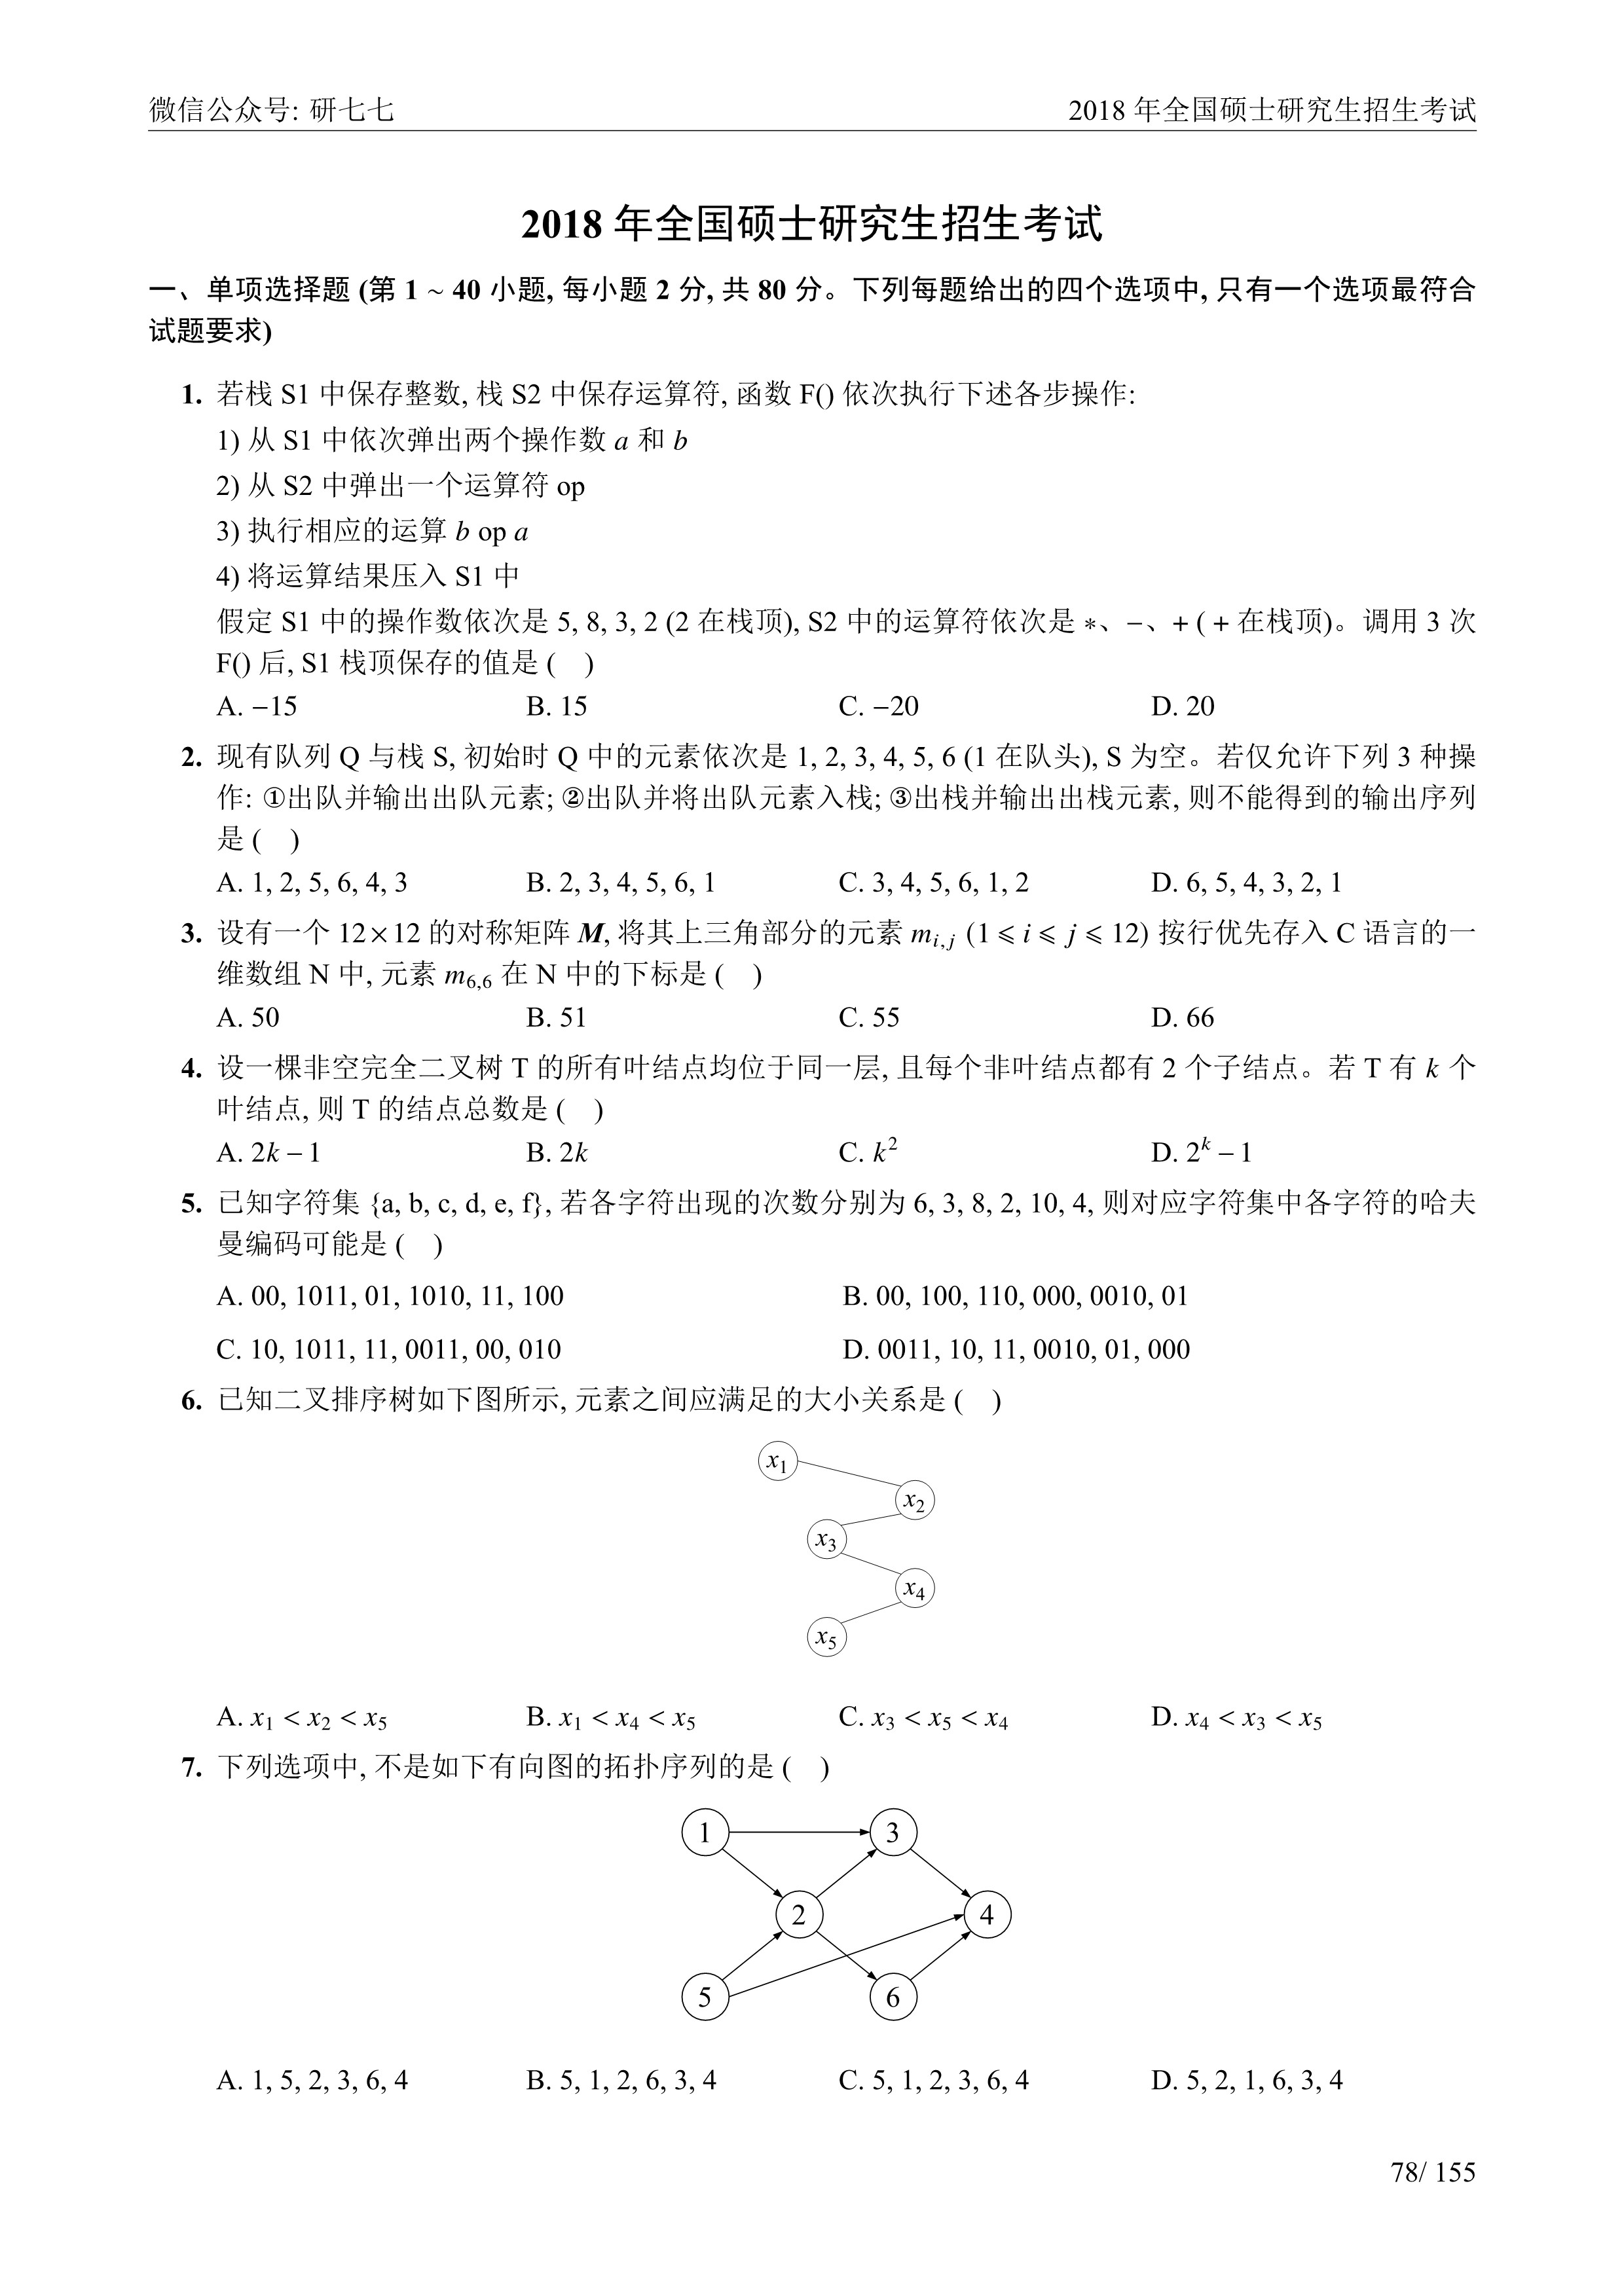 微信公众号: 研七七
2018 年全国硕士研究生招生考试
2018 年全国硕士研究生招生考试
一、单项选择题 (第 1 ~ 40 小题, 每小题 2 分, 共 80 分。下列每题给出的四个选项中, 只有一个选项最符合
试题要求)
1. 若栈 S1 中保存整数, 栈 S2 中保存运算符, 函数 F() 依次执行下述各步操作:
1) 从 S1 中依次弹出两个操作数 a 和 b
2) 从 S2 中弹出一个运算符 op
3) 执行相应的运算 b op a
4) 将运算结果压入 S1 中
假定 S1 中的操作数依次是 5, 8, 3, 2 (2 在栈顶), S2 中的运算符依次是 *、−、+ ( + 在栈顶)。调用 3 次
F() 后, S1 栈顶保存的值是 ( )
A. −15 B. 15 C. −20 D. 20
2. 现有队列 Q 与栈 S, 初始时 Q 中的元素依次是 1, 2, 3, 4, 5, 6 (1 在队头), S 为空。若仅允许下列 3 种操
作: ①出队并输出出队元素; ②出队并将出队元素入栈; ③出栈并输出出栈元素, 则不能得到的输出序列
是 ( )
A. 1, 2, 5, 6, 4, 3 B. 2, 3, 4, 5, 6, 1 C. 3, 4, 5, 6, 1, 2 D. 6, 5, 4, 3, 2, 1
3. 设有一个 12×12 的对称矩阵 M, 将其上三角部分的元素 m_{i,j} (1⩽i⩽j⩽12) 按行优先存入 C 语言的一
维数组 N 中, 元素 m_{6,6} 在 N 中的下标是 ( )
A. 50 B. 51 C. 55 D. 66
4. 设一棵非空完全二叉树 T 的所有叶结点均位于同一层, 且每个非叶结点都有 2 个子结点。若 T 有 k 个
叶结点, 则 T 的结点总数是 ( )
A. 2k − 1 B. 2k C. k² D. 2^k − 1
5. 已知字符集 {a, b, c, d, e, f}, 若各字符出现的次数分别为 6, 3, 8, 2, 10, 4, 则对应字符集中各字符的哈夫
曼编码可能是 ( )
A. 00, 1011, 01, 1010, 11, 100 B. 00, 100, 110, 000, 0010, 01
C. 10, 1011, 11, 0011, 00, 010 D. 0011, 10, 11, 0010, 01, 000
6. 已知二叉排序树如下图所示, 元素之间应满足的大小关系是 ( )
x₁
x₂
x₃
x₄
x₅
A. x₁ < x₂ < x₅ B. x₁ < x₄ < x₅ C. x₃ < x₅ < x₄ D. x₄ < x₃ < x₅
7. 下列选项中, 不是如下有向图的拓扑序列的是 ( )
1 3
2 4
5 6
A. 1, 5, 2, 3, 6, 4 B. 5, 1, 2, 6, 3, 4 C. 5, 1, 2, 3, 6, 4 D. 5, 2, 1, 6, 3, 4
78/ 155